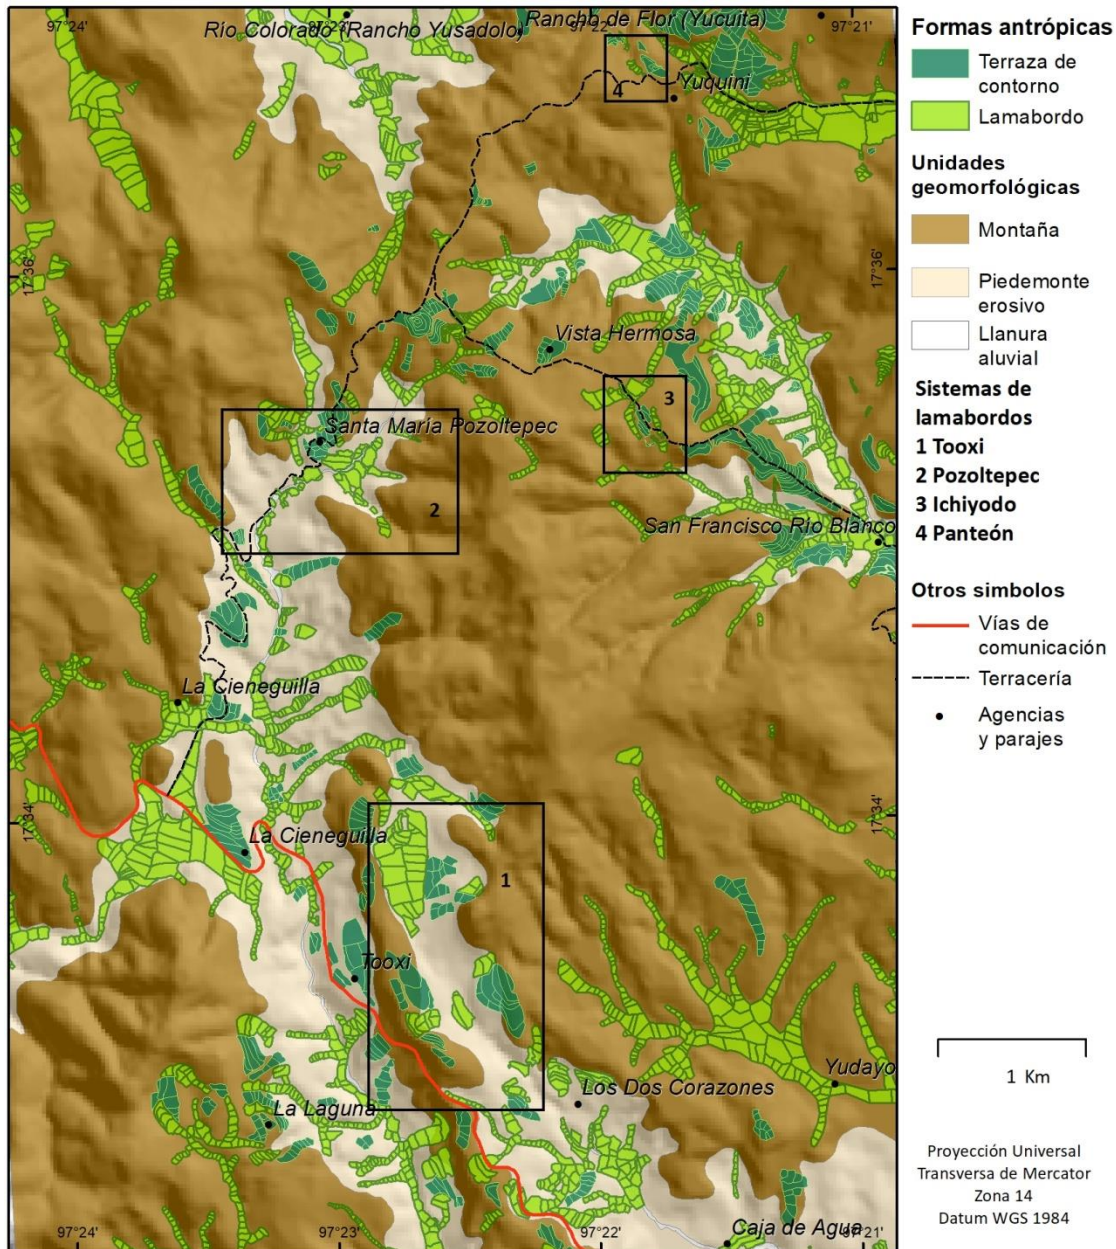 97°24'
97°23'
97°22'
97°21'
Río Colorado (Rancho Yusadolo)
Rancho de Flor (Yucuita)
4
Yuquini
17°36'
17°36'
Vista Hermosa
3
Santa María Pozoltepec
2
San Francisco Río Blanco
La Cieneguilla
17°34'
17°34'
La Cieneguilla
1
Tooxi
Los Dos Corazones
Yudayo
La Laguna
Caja de Agua
97°24'
97°23'
97°22'
97°21'
Formas antrópicas
Terraza de
contorno
Lamabordo
Unidades
geomorfológicas
Montaña
Piedemonte
erosivo
Llanura
aluvial
Sistemas de
lamabordos
1 Tooxi
2 Pozoltepec
3 Ichiyodo
4 Panteón
Otros simbolos
Vías de
comunicación
Terracería
Agencias
y parajes
1 Km
Proyección Universal
Transversa de Mercator
Zona 14
Datum WGS 1984